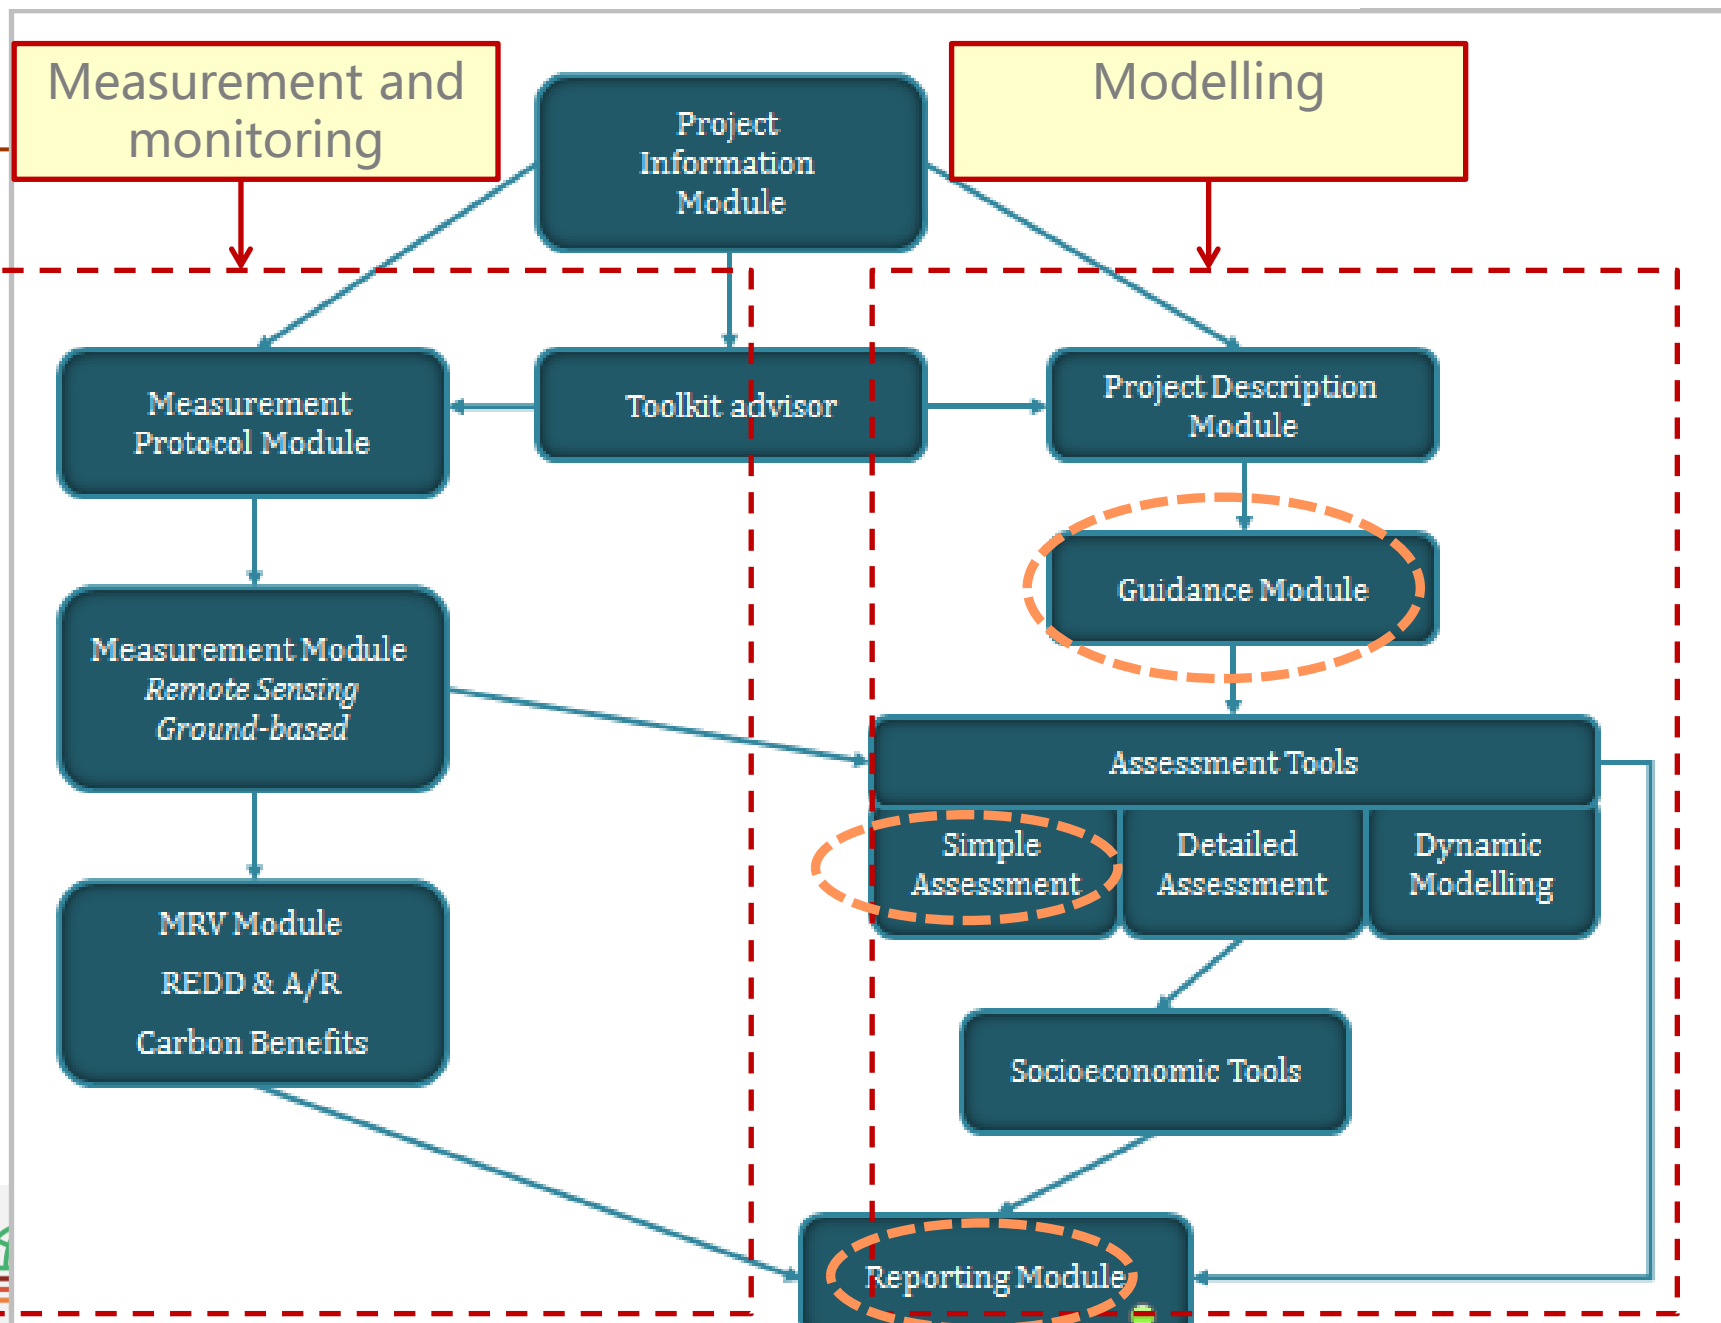 Measurement and
monitoring
Modelling
Project
Information
Module
Measurement
Protocol Module
Toolkit advisor
Project Description
Module
Guidance Module
Measurement Module
Remote Sensing
Ground-based
Assessment Tools
Simple
Assessment
Detailed
Assessment
Dynamic
Modelling
MRV Module
REDD & A/R
Carbon Benefits
Socioeconomic Tools
Reporting Module